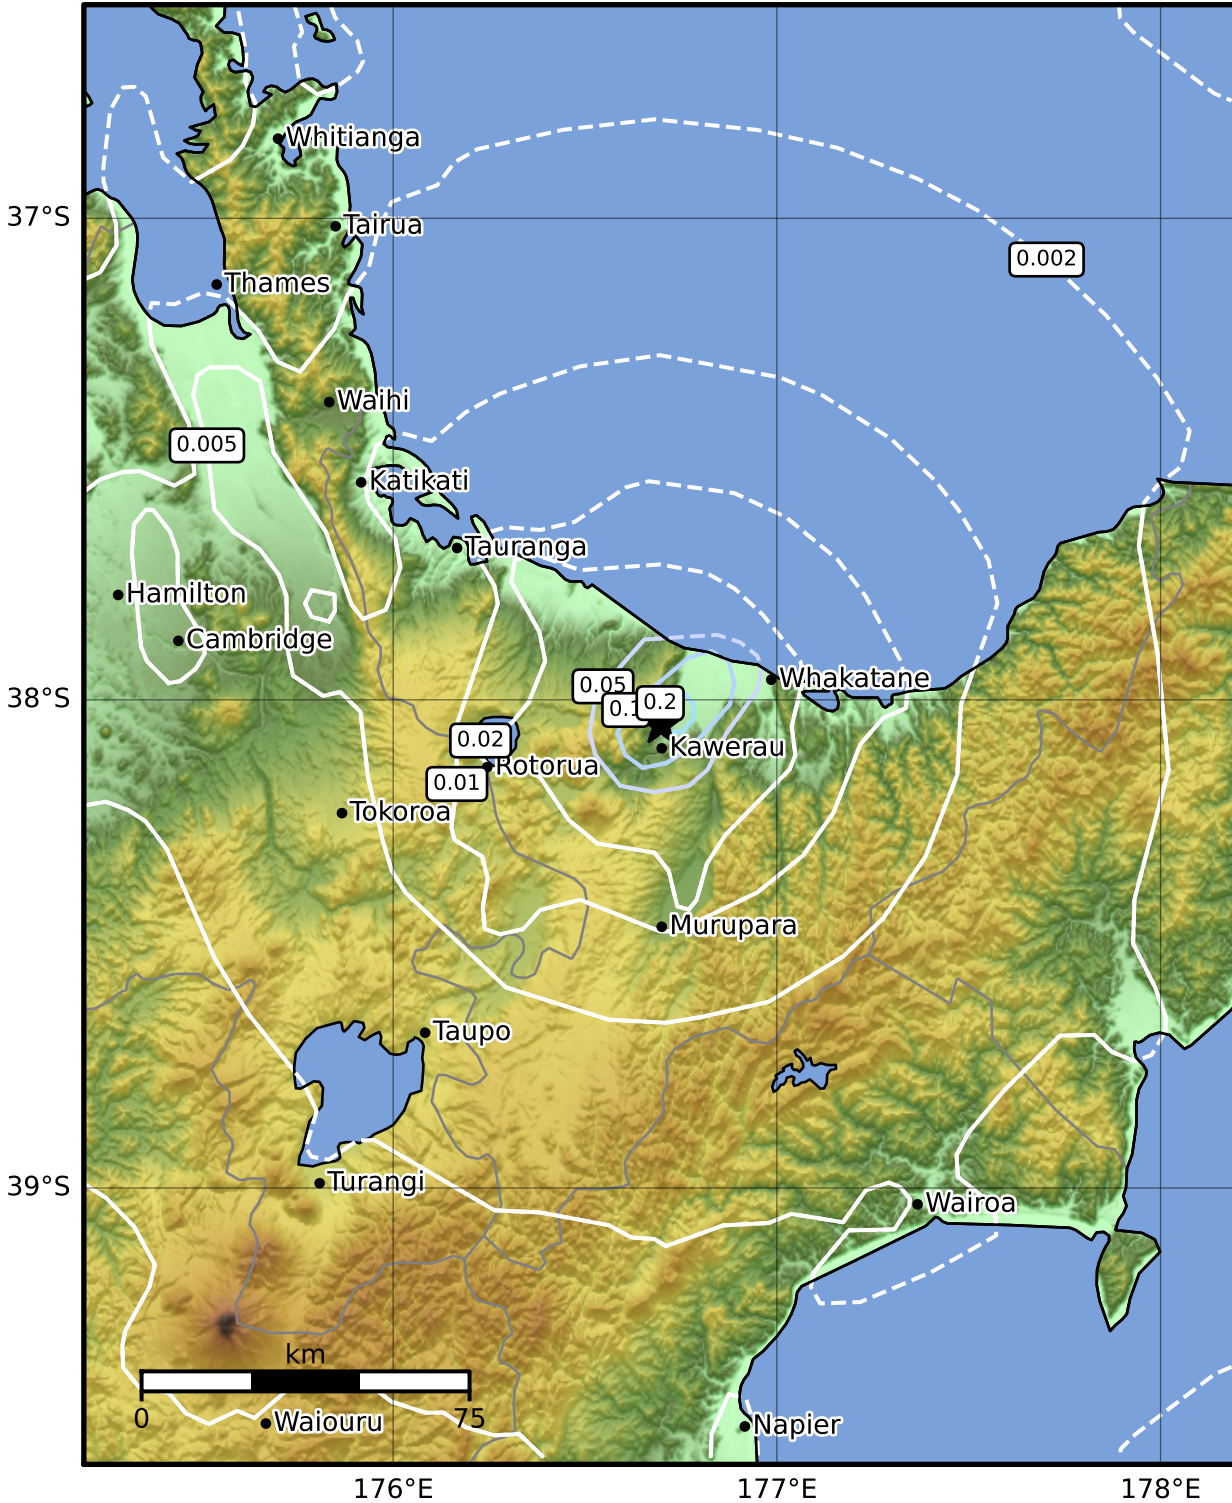 Whitianga
37°S
Tairua
0.002
Thames
Waihi
0.005
Katikati
Tauranga
Hamilton
Cambridge
38°S
0.05
Whakatane
0.2
0.02
Kawerau
Rotorua
0.01
Tokoroa
Murupara
Taupo
39°S
Turangi
Wairoa
km
0
75
Waiouru
Napier
176°E
177°E
178°E